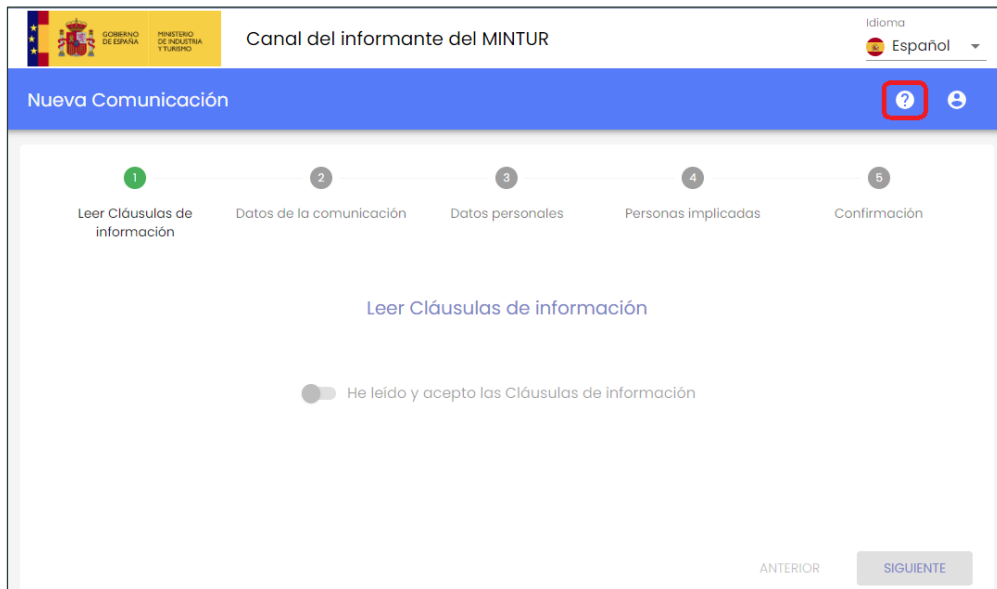 GOBIERNO
DE ESPAÑA
MINISTERIO
DE INDUSTRIA
Y TURISMO
Canal del informante del MINTUR
Idioma
Español
Nueva Comunicación
?
1
2
3
4
5
Leer Cláusulas de
información
Datos de la comunicación
Datos personales
Personas implicadas
Confirmación
Leer Cláusulas de información
He leído y acepto las Cláusulas de información
ANTERIOR
SIGUIENTE